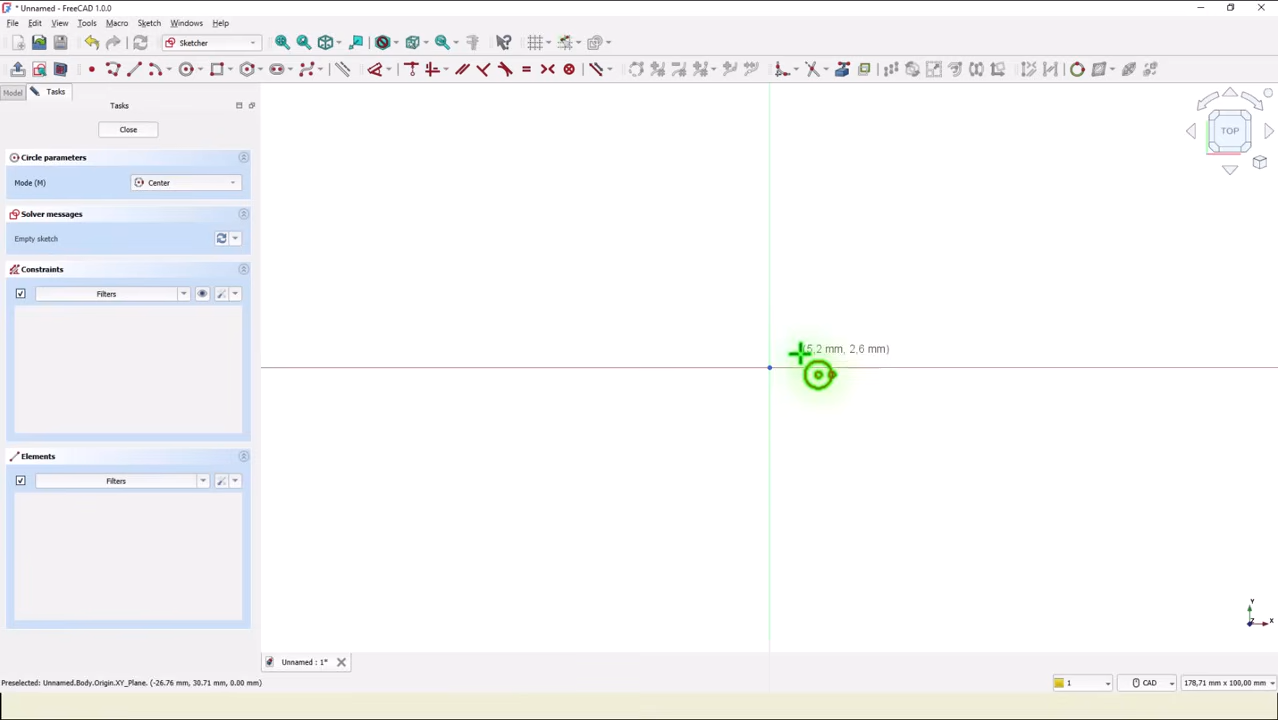 * Unnamed - FreeCAD 1.0.0
File Edit View Tools Macro Sketch Windows Help
Sketcher
Model Tasks
Tasks
Close
Circle parameters
Mode (M) Center
Solver messages
Empty sketch
Constraints
Filters
Elements
Filters
TOP
(5,2 mm, 2,6 mm)
Y
Z
X
Unnamed : 1*
Preselected: Unnamed.Body.Origin.XY_Plane. (-26.76 mm, 30.71 mm, 0.00 mm)
1 CAD 178,71 mm x 100,00 mm